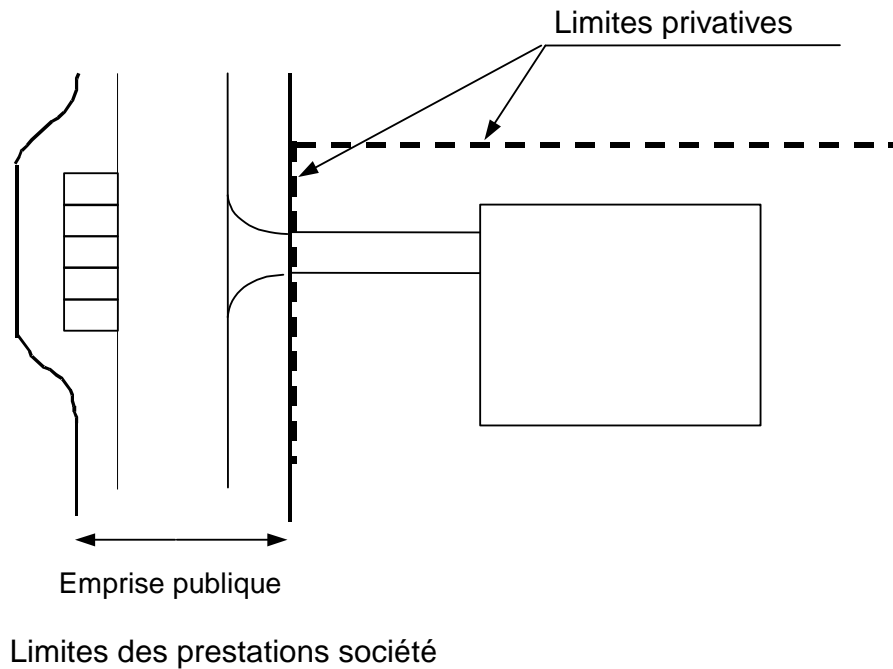 Limites privatives
Emprise publique
Limites des prestations société